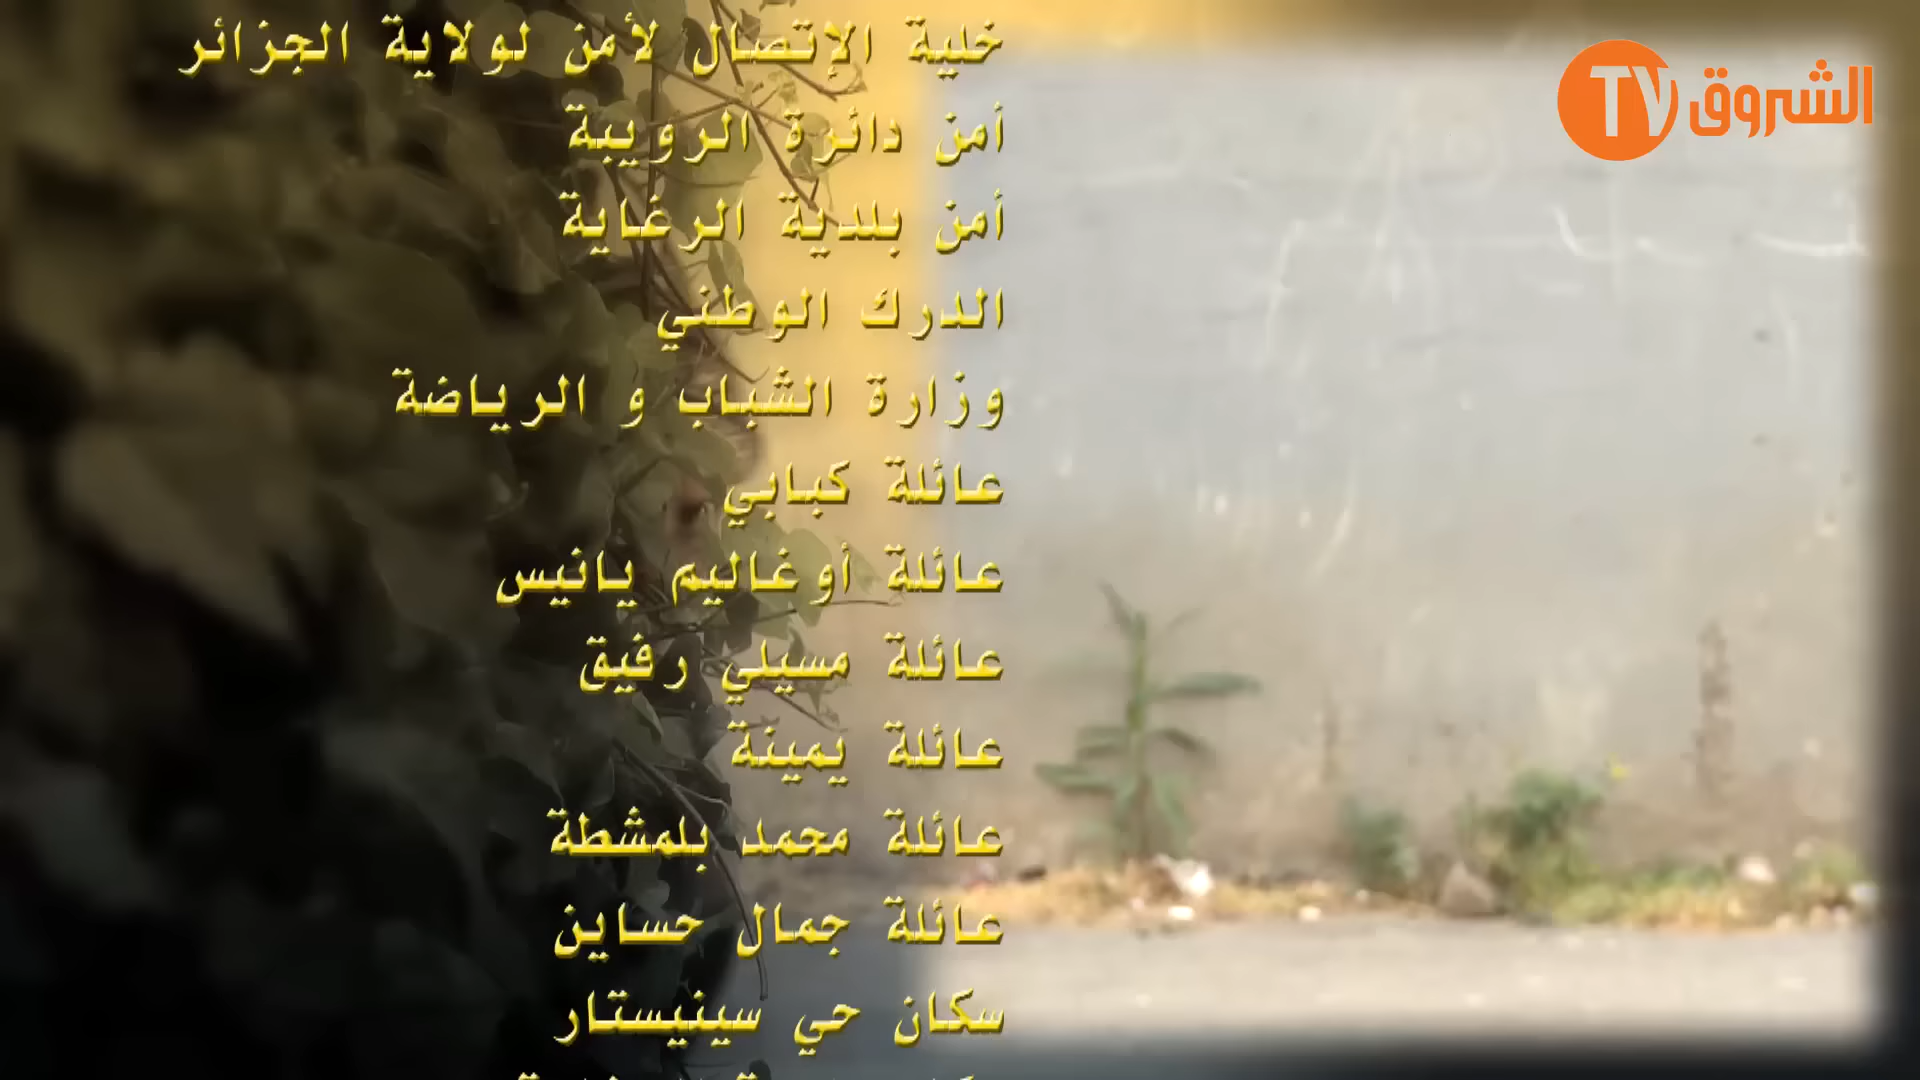 خلية الإتصال لأمن لولاية الجزائر
الشروق TV
أمن دائرة الرويبة
أمن بلدية الرغاية
الدرك الوطني
وزارة الشباب و الرياضة
عائلة كبابي
عائلة أوغاليم يانيس
عائلة مسيلي رفيق
عائلة يمينة
عائلة محمد بلمشطة
عائلة جمال حساين
سكان حي سينيستار